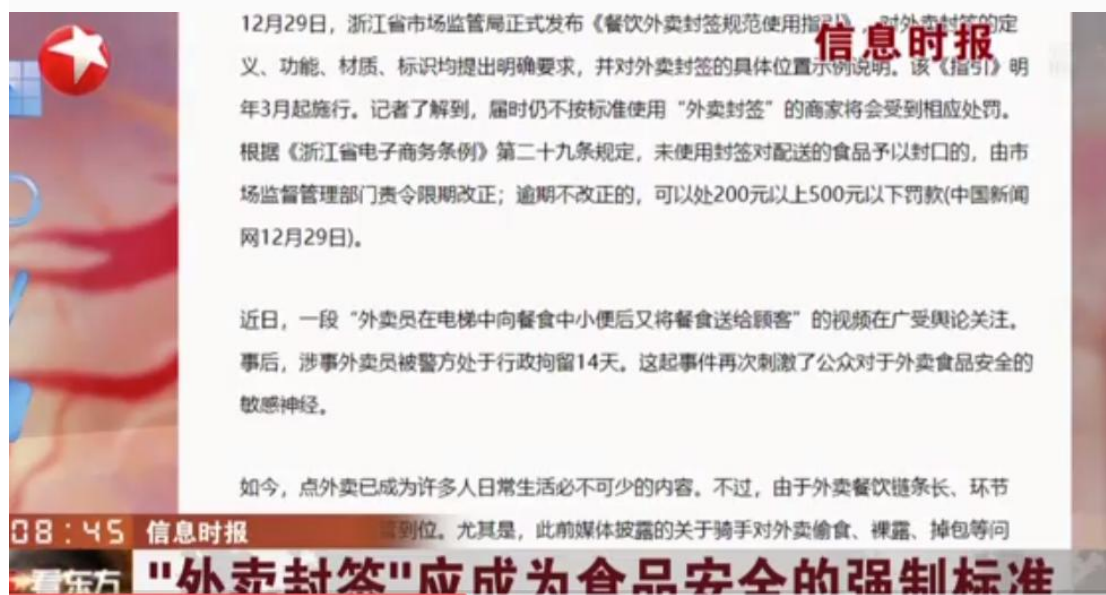 12月29日，浙江省市场监管局正式发布《餐饮外卖封签规范使用指引》，对外卖封签的定
信息时报
义、功能、材质、标识均提出明确要求，并对外卖封签的具体位置示例说明。该《指引》明
年3月起施行。记者了解到，届时仍不按标准使用“外卖封签”的商家将会受到相应处罚。
根据《浙江省电子商务条例》第二十九条规定，未使用封签对配送的食品予以封口的，由市
场监督管理部门责令限期改正；逾期不改正的，可以处200元以上500元以下罚款(中国新闻
网12月29日)。
近日，一段“外卖员在电梯中向餐食中小便后又将餐食送给顾客”的视频在广受舆论关注。
事后，涉事外卖员被警方处于行政拘留14天。这起事件再次刺激了公众对于外卖食品安全的
敏感神经。
如今，点外卖已成为许多人日常生活必不可少的内容。不过，由于外卖餐饮链条长、环节
到位。尤其是，此前媒体披露的关于骑手对外卖偷食、裸露、掉包等问
08:45 信息时报
看东方
"外卖封签"应成为食品安全的强制标准